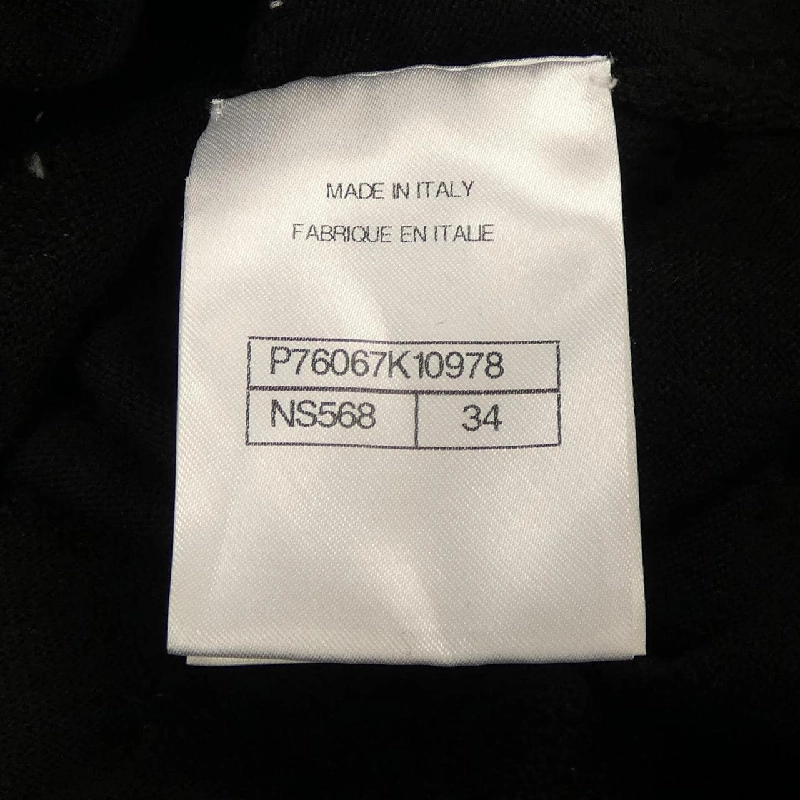 MADE IN ITALY
FABRIQUE EN ITALIE
P76067K10978
NS568 34